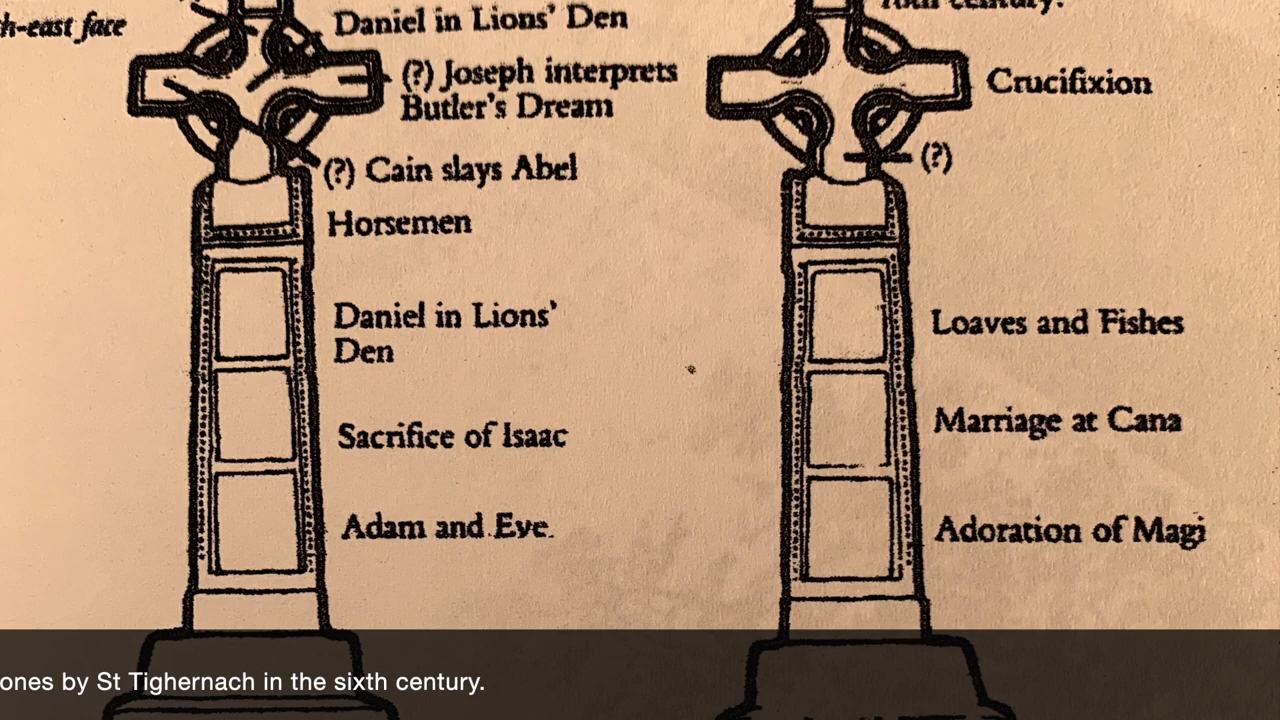 h-east face
Daniel in Lions' Den
(?) Joseph interprets
Butler's Dream
(?) Cain slays Abel
Horsemen
Daniel in Lions'
Den
Sacrifice of Isaac
Adam and Eve.
century.
Crucifixion
(?)
Loaves and Fishes
Marriage at Cana
Adoration of Magi
ones by St Tighernach in the sixth century.